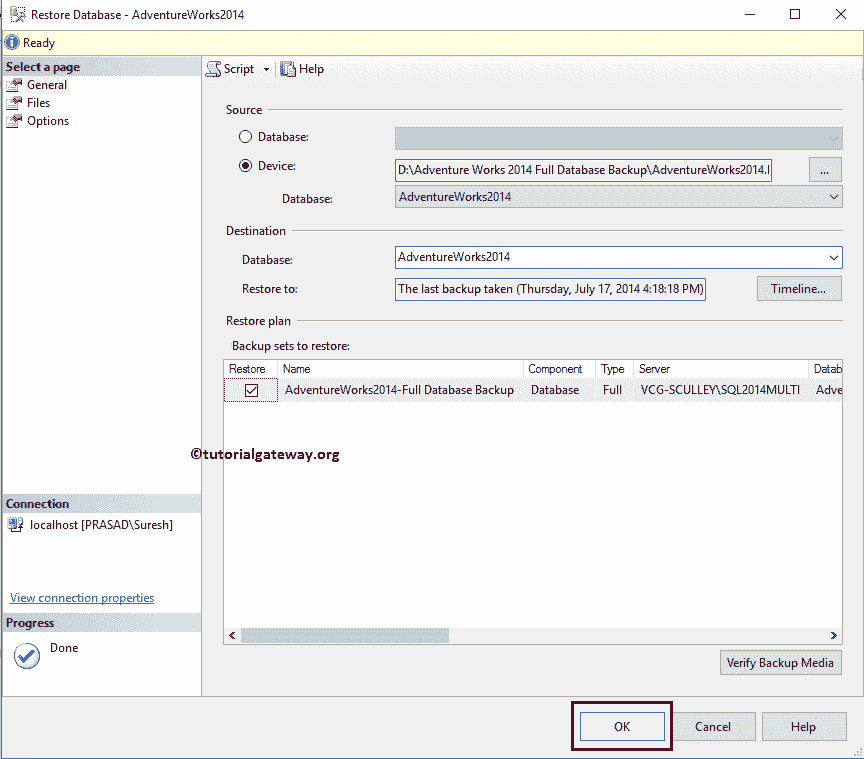 Restore Database - AdventureWorks2014
Ready
Select a page
General
Files
Options
Script
Help
Source
Database:
Device:
D:\Adventure Works 2014 Full Database Backup\AdventureWorks2014.
...
Database:
AdventureWorks2014
Destination
Database:
AdventureWorks2014
Restore to:
The last backup taken (Thursday, July 17, 2014 4:18:18 PM)
Timeline...
Restore plan
Backup sets to restore:
Restore Name Component Type Server Datab
AdventureWorks2014-Full Database Backup Database Full VCG-SCULLEY\SQL2014MULTI Adve
©tutorialgateway.org
Connection
localhost [PRASAD\Suresh]
View connection properties
Progress
Done
Verify Backup Media
OK
Cancel
Help